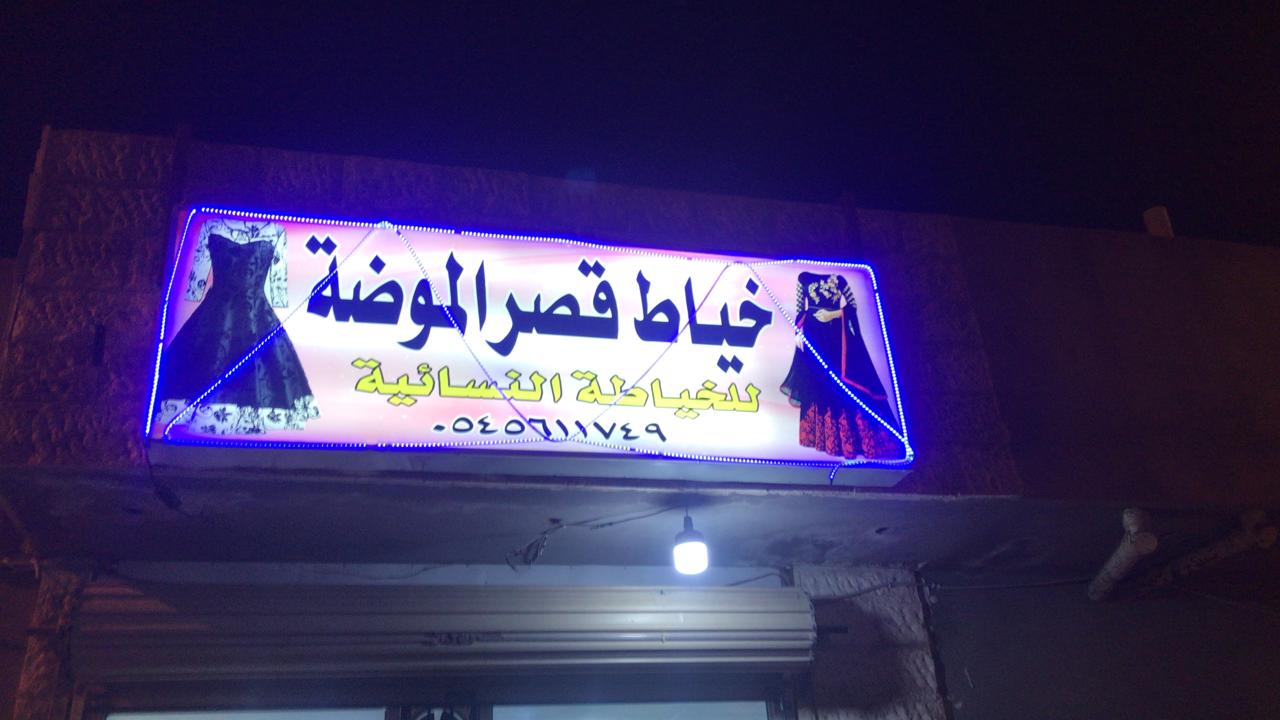 خياط قصر الموضة
للخياطة النسائية
٠٥٤٥٦١١٧٤٩